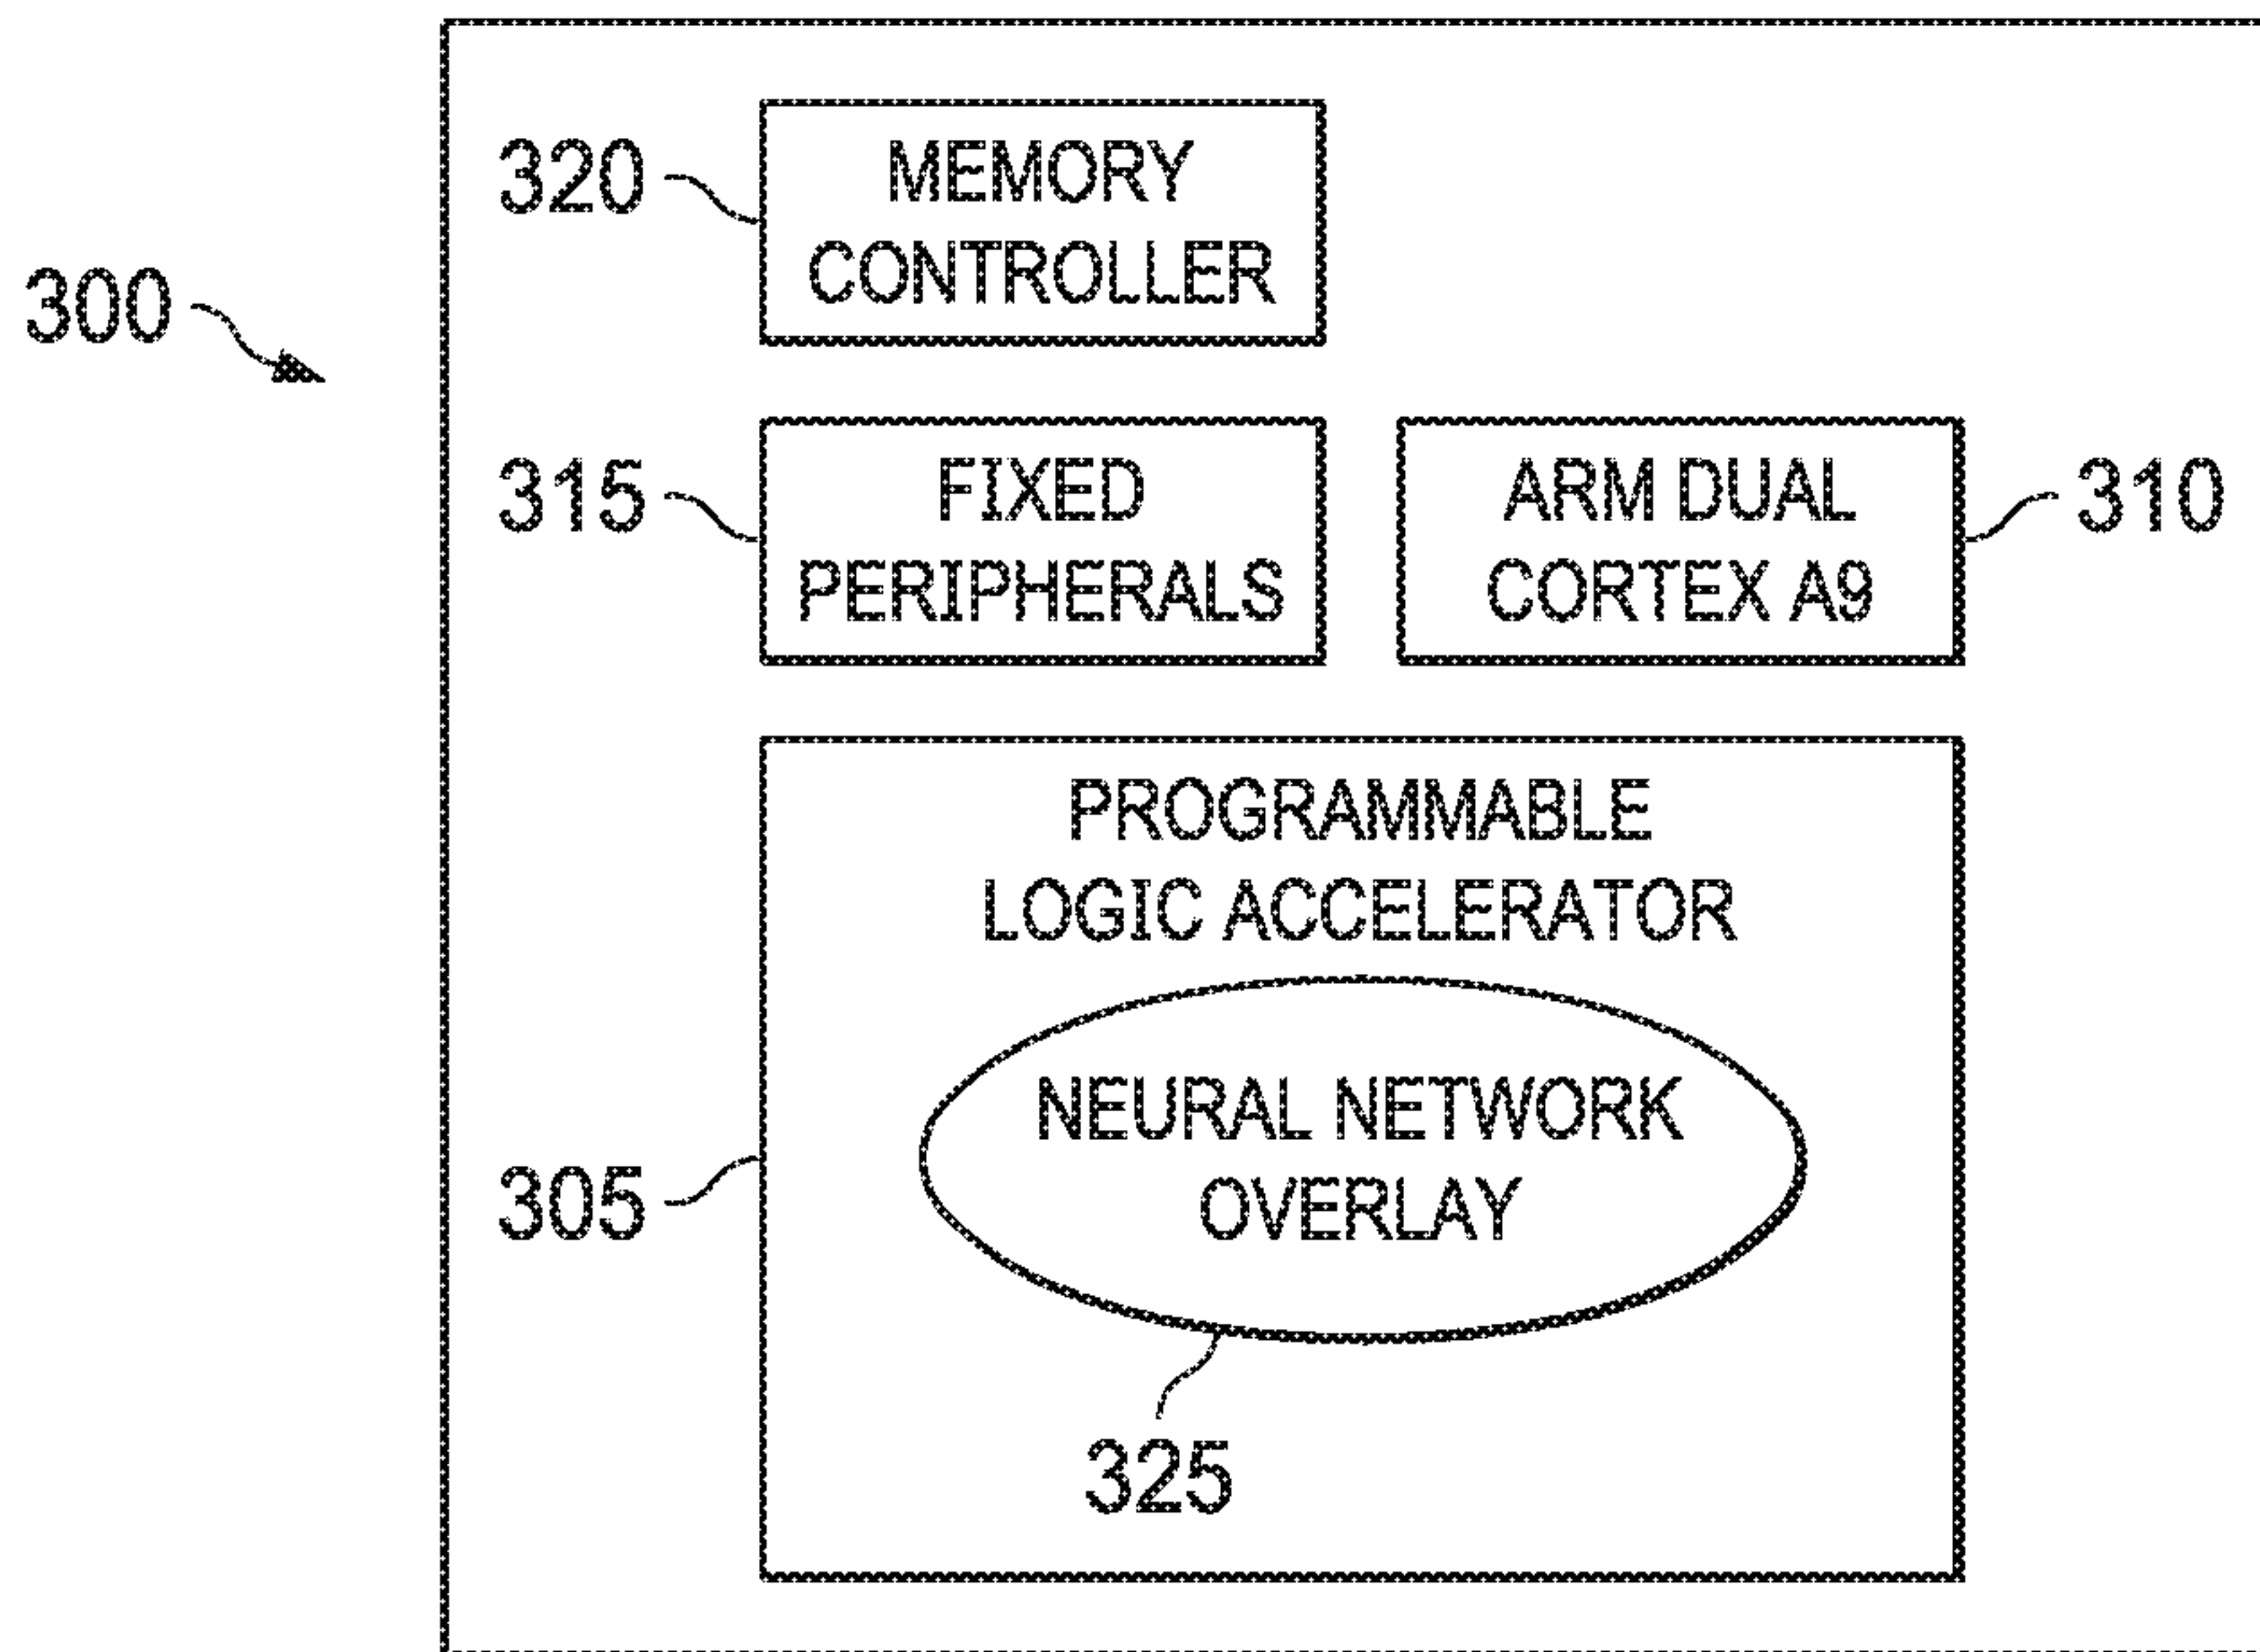 320
MEMORY
CONTROLLER
300
315
FIXED
PERIPHERALS
ARM DUAL
CORTEX A9
310
PROGRAMMABLE
LOGIC ACCELERATOR
NEURAL NETWORK
OVERLAY
305
325